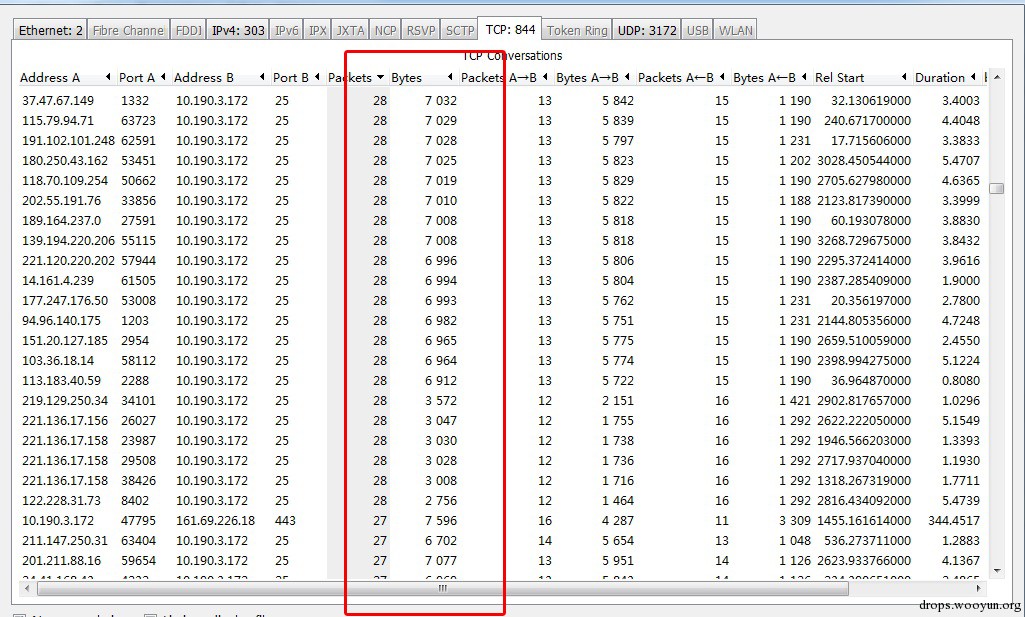 Ethernet: 2 Fibre Channel FDDI IPv4: 303 IPv6 IPX JXTA NCP RSVP SCTP TCP: 844 Token Ring UDP: 3172 USB WLAN
TCP Conversations
Address A Port A Address B Port B Packets Bytes Packets A→B Bytes A→B Packets A←B Bytes A←B Rel Start Duration
37.47.67.149 1332 10.190.3.172 25 28 7 032 13 5 842 15 1 190 32.130619000 3.4003
115.79.94.71 63723 10.190.3.172 25 28 7 029 13 5 839 15 1 190 240.671700000 4.4048
191.102.101.248 62591 10.190.3.172 25 28 7 028 13 5 797 15 1 231 17.715606000 3.3833
180.250.43.162 53451 10.190.3.172 25 28 7 025 13 5 823 15 1 202 3028.450544000 5.4707
118.70.109.254 50662 10.190.3.172 25 28 7 019 13 5 829 15 1 190 2705.627980000 4.6365
202.55.191.76 33856 10.190.3.172 25 28 7 010 13 5 822 15 1 188 2123.817390000 3.3999
189.164.237.0 27591 10.190.3.172 25 28 7 008 13 5 818 15 1 190 60.193078000 3.8830
139.194.220.206 55115 10.190.3.172 25 28 7 008 13 5 818 15 1 190 3268.729675000 3.8432
221.120.220.202 57944 10.190.3.172 25 28 6 996 13 5 806 15 1 190 2295.372414000 3.9616
14.161.4.239 61505 10.190.3.172 25 28 6 994 13 5 804 15 1 190 2387.285409000 1.9000
177.247.176.50 53008 10.190.3.172 25 28 6 993 13 5 762 15 1 231 20.356197000 2.7800
94.96.140.175 1203 10.190.3.172 25 28 6 982 13 5 751 15 1 231 2144.805356000 4.7248
151.20.127.185 2954 10.190.3.172 25 28 6 965 13 5 775 15 1 190 2659.510059000 2.4550
103.36.18.14 58112 10.190.3.172 25 28 6 964 13 5 774 15 1 190 2398.994275000 5.1224
113.183.40.59 2288 10.190.3.172 25 28 6 912 13 5 722 15 1 190 36.964870000 0.8080
219.129.250.34 34101 10.190.3.172 25 28 3 572 12 2 151 16 1 421 2902.817657000 1.0296
221.136.17.156 26027 10.190.3.172 25 28 3 047 12 1 755 16 1 292 2622.222050000 5.1549
221.136.17.158 23987 10.190.3.172 25 28 3 030 12 1 738 16 1 292 1946.566203000 1.3393
221.136.17.158 29508 10.190.3.172 25 28 3 028 12 1 736 16 1 292 2717.937040000 1.1930
221.136.17.158 38426 10.190.3.172 25 28 3 008 12 1 716 16 1 292 1318.267319000 1.7711
122.228.31.73 8402 10.190.3.172 25 28 2 756 12 1 464 16 1 292 2816.434092000 5.4739
10.190.3.172 47795 161.69.226.18 443 27 7 596 16 4 287 11 3 309 1455.161614000 344.4517
211.147.250.31 63404 10.190.3.172 25 27 6 702 14 5 654 13 1 048 536.273711000 1.2883
201.211.88.16 59654 10.190.3.172 25 27 7 077 13 5 951 14 1 126 2623.933766000 4.1367
drops.wooyun.org